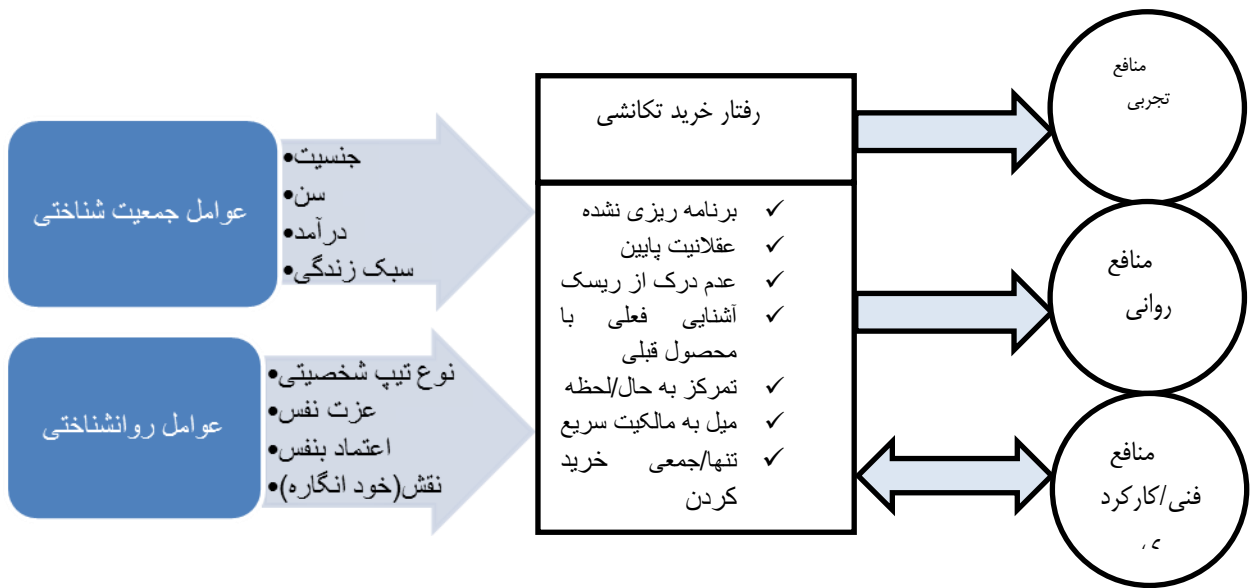 عوامل جمعیت شناختی
•جنسیت
•سن
•درآمد
•سبک زندگی
عوامل روانشناختی
•نوع تیپ شخصیتی
•عزت نفس
•اعتماد بنفس
•نقش(خود انگاره)
رفتار خرید تکانشی
✓ برنامه ریزی نشده
✓ عقلانیت پایین
✓ عدم درک از ریسک
✓ آشنایی فعلی با
محصول قبلی
✓ تمرکز به حال/لحظه
✓ میل به مالکیت سریع
✓ تنها/جمعی خرید
کردن
منافع
تجربی
منافع
روانی
منافع
فنی/کارکرد
ی